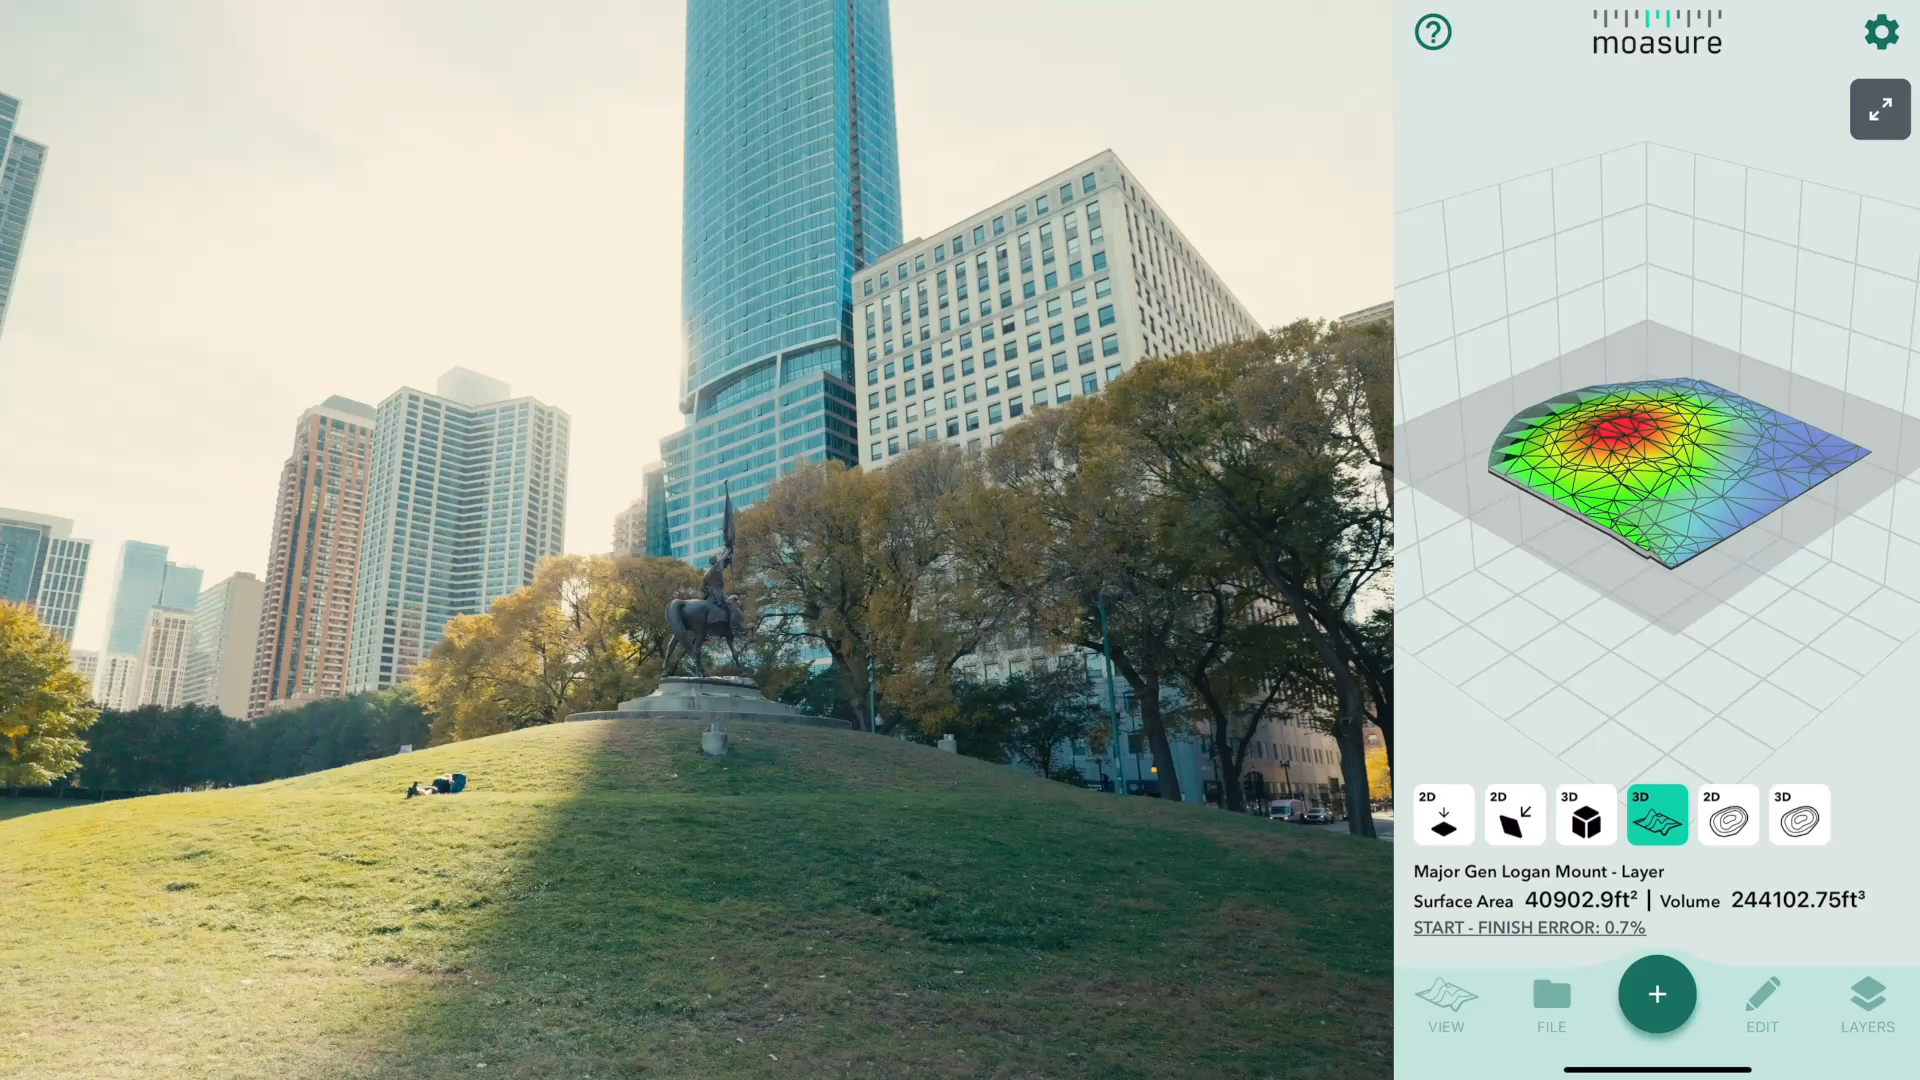 moasure
2D
2D
3D
3D
2D
3D
Major Gen Logan Mount - Layer
Surface Area 40902.9ft² | Volume 244102.75ft³
START - FINISH ERROR: 0.7%
VIEW
FILE
EDIT
LAYERS